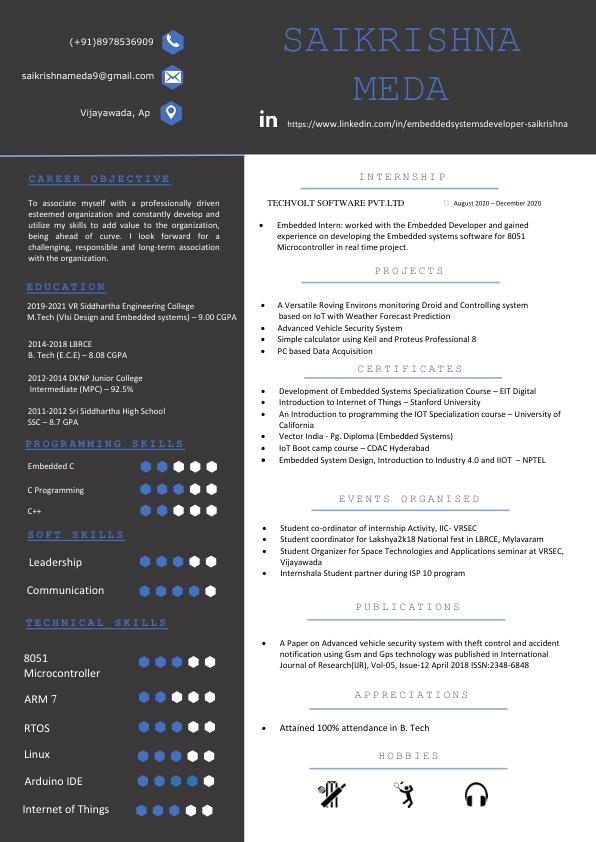 (+91)8978536909
saikrishnameda9@gmail.com
Vijayawada, Ap
SAIKRISHNA
MEDA
in https://www.linkedin.com/in/embeddedsystemsdeveloper-saikrishna
CAREER OBJECTIVE
To associate myself with a professionally driven
esteemed organization and constantly develop and
utilize my skills to add value to the organization,
being ahead of curve. I look forward for a
challenging, responsible and long-term association
with the organization.
EDUCATION
2019-2021 VR Siddhartha Engineering College
M.Tech (Vlsi Design and Embedded systems) – 9.00 CGPA
2014-2018 LBRCE
B. Tech (E.C.E) – 8.08 CGPA
2012-2014 DKNP Junior College
Intermediate (MPC) – 92.5%
2011-2012 Sri Siddhartha High School
SSC – 8.7 GPA
PROGRAMMING SKILLS
Embedded C
C Programming
C++
SOFT SKILLS
Leadership
Communication
TECHNICAL SKILLS
8051
Microcontroller
ARM 7
RTOS
Linux
Arduino IDE
Internet of Things
INTERNSHIP
TECHVOLT SOFTWARE PVT.LTD August 2020 – December 2020
• Embedded Intern: worked with the Embedded Developer and gained
experience on developing the Embedded systems software for 8051
Microcontroller in real time project.
PROJECTS
• A Versatile Roving Environs monitoring Droid and Controlling system
based on IoT with Weather Forecast Prediction
• Advanced Vehicle Security System
• Simple calculator using Keil and Proteus Professional 8
• PC based Data Acquisition
CERTIFICATES
• Development of Embedded Systems Specialization Course – EIT Digital
• Introduction to Internet of Things – Stanford University
• An Introduction to programming the IOT Specialization course – University of
California
• Vector India - Pg. Diploma (Embedded Systems)
• IoT Boot camp course – CDAC Hyderabad
• Embedded System Design, Introduction to Industry 4.0 and IIOT – NPTEL
EVENTS ORGANISED
• Student co-ordinator of internship Activity, IIC- VRSEC
• Student coordinator for Lakshya2k18 National fest in LBRCE, Mylavaram
• Student Organizer for Space Technologies and Applications seminar at VRSEC,
Vijayawada
• Internshala Student partner during ISP 10 program
PUBLICATIONS
• A Paper on Advanced vehicle security system with theft control and accident
notification using Gsm and Gps technology was published in International
Journal of Research(IJR), Vol-05, Issue-12 April 2018 ISSN:2348-6848
APPRECIATIONS
• Attained 100% attendance in B. Tech
HOBBIES